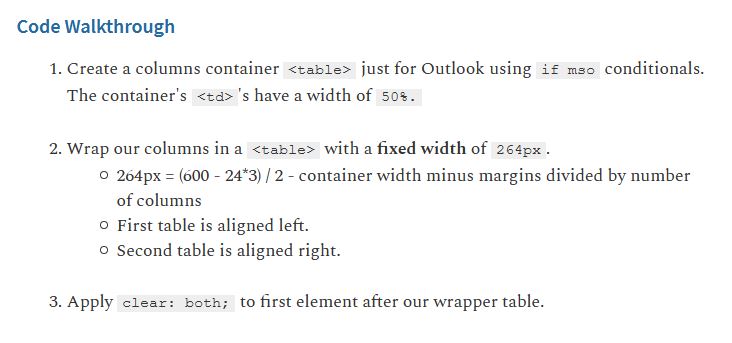 Code Walkthrough
1. Create a columns container <table> just for Outlook using if mso conditionals.
The container's <td> 's have a width of 50%.
2. Wrap our columns in a <table> with a fixed width of 264px .
○ 264px = (600 - 24*3) / 2 - container width minus margins divided by number
of columns
○ First table is aligned left.
○ Second table is aligned right.
3. Apply clear: both; to first element after our wrapper table.